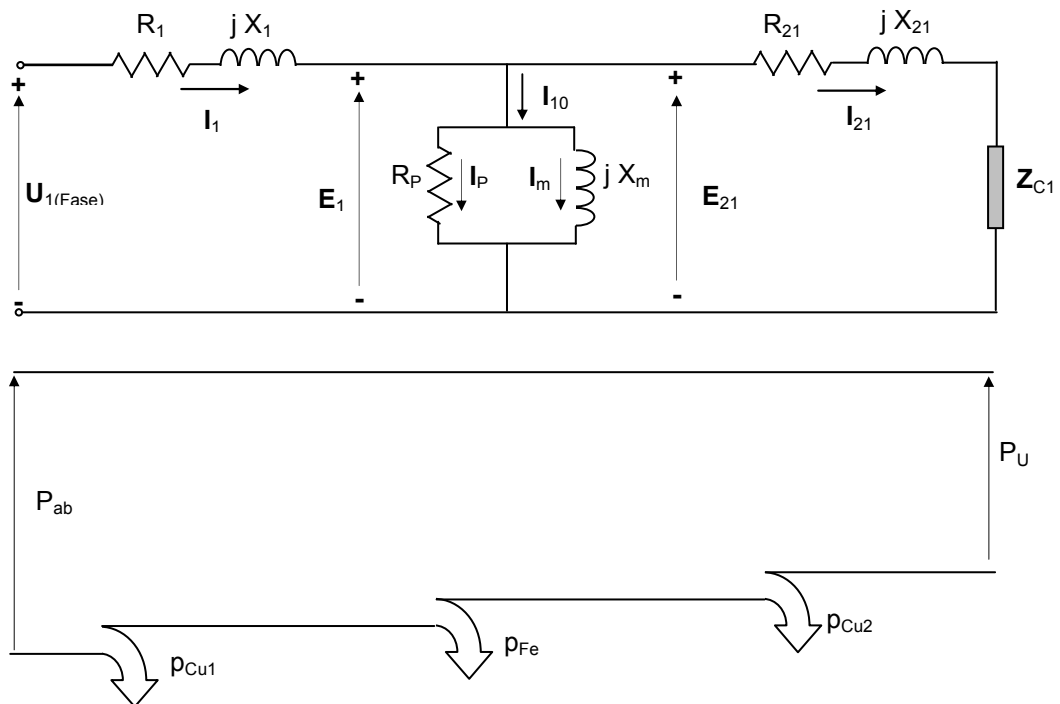 R1
j X1
R21
j X21
+
+
+
I10
I1
I21
RP
IP
Im
j Xm
U1(Fase)
E1
E21
ZC1
-
-
-
Pab
PU
pCu1
pFe
pCu2